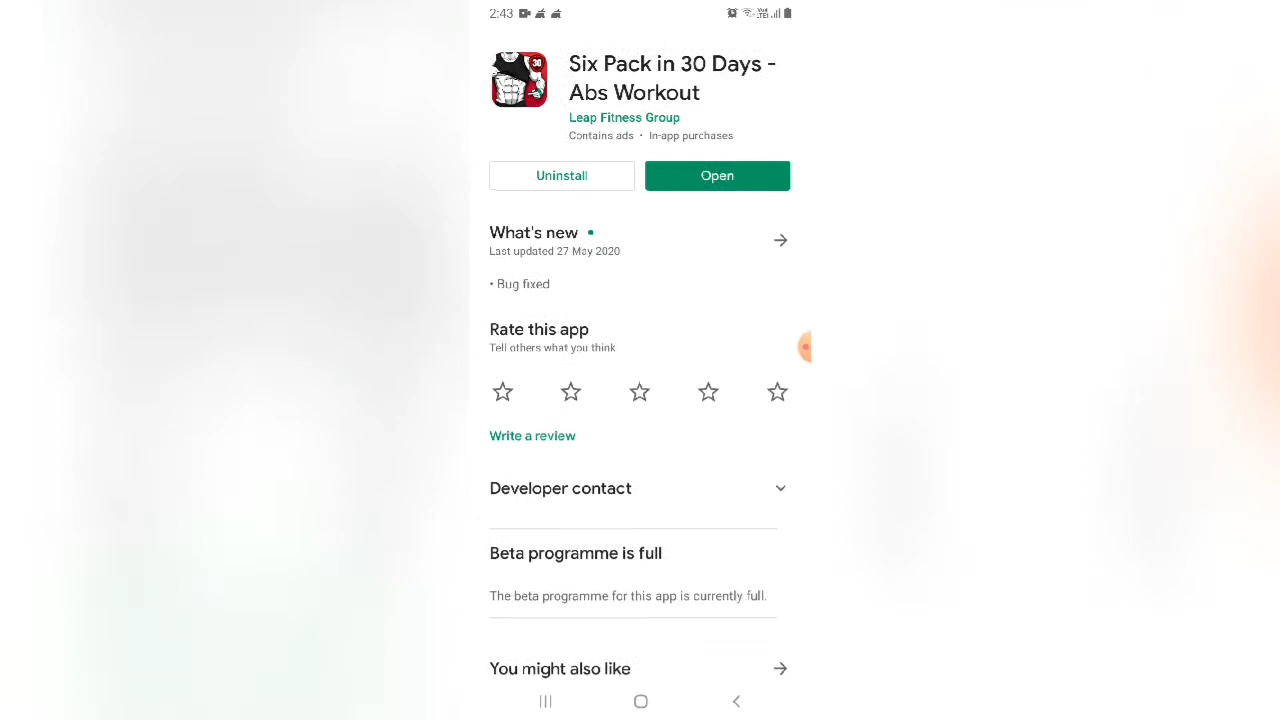 2:43
30
Six Pack in 30 Days -
Abs Workout
Leap Fitness Group
Contains ads • In-app purchases
Uninstall
Open
What's new
Last updated 27 May 2020
• Bug fixed
Rate this app
Tell others what you think
Write a review
Developer contact
Beta programme is full
The beta programme for this app is currently full.
You might also like